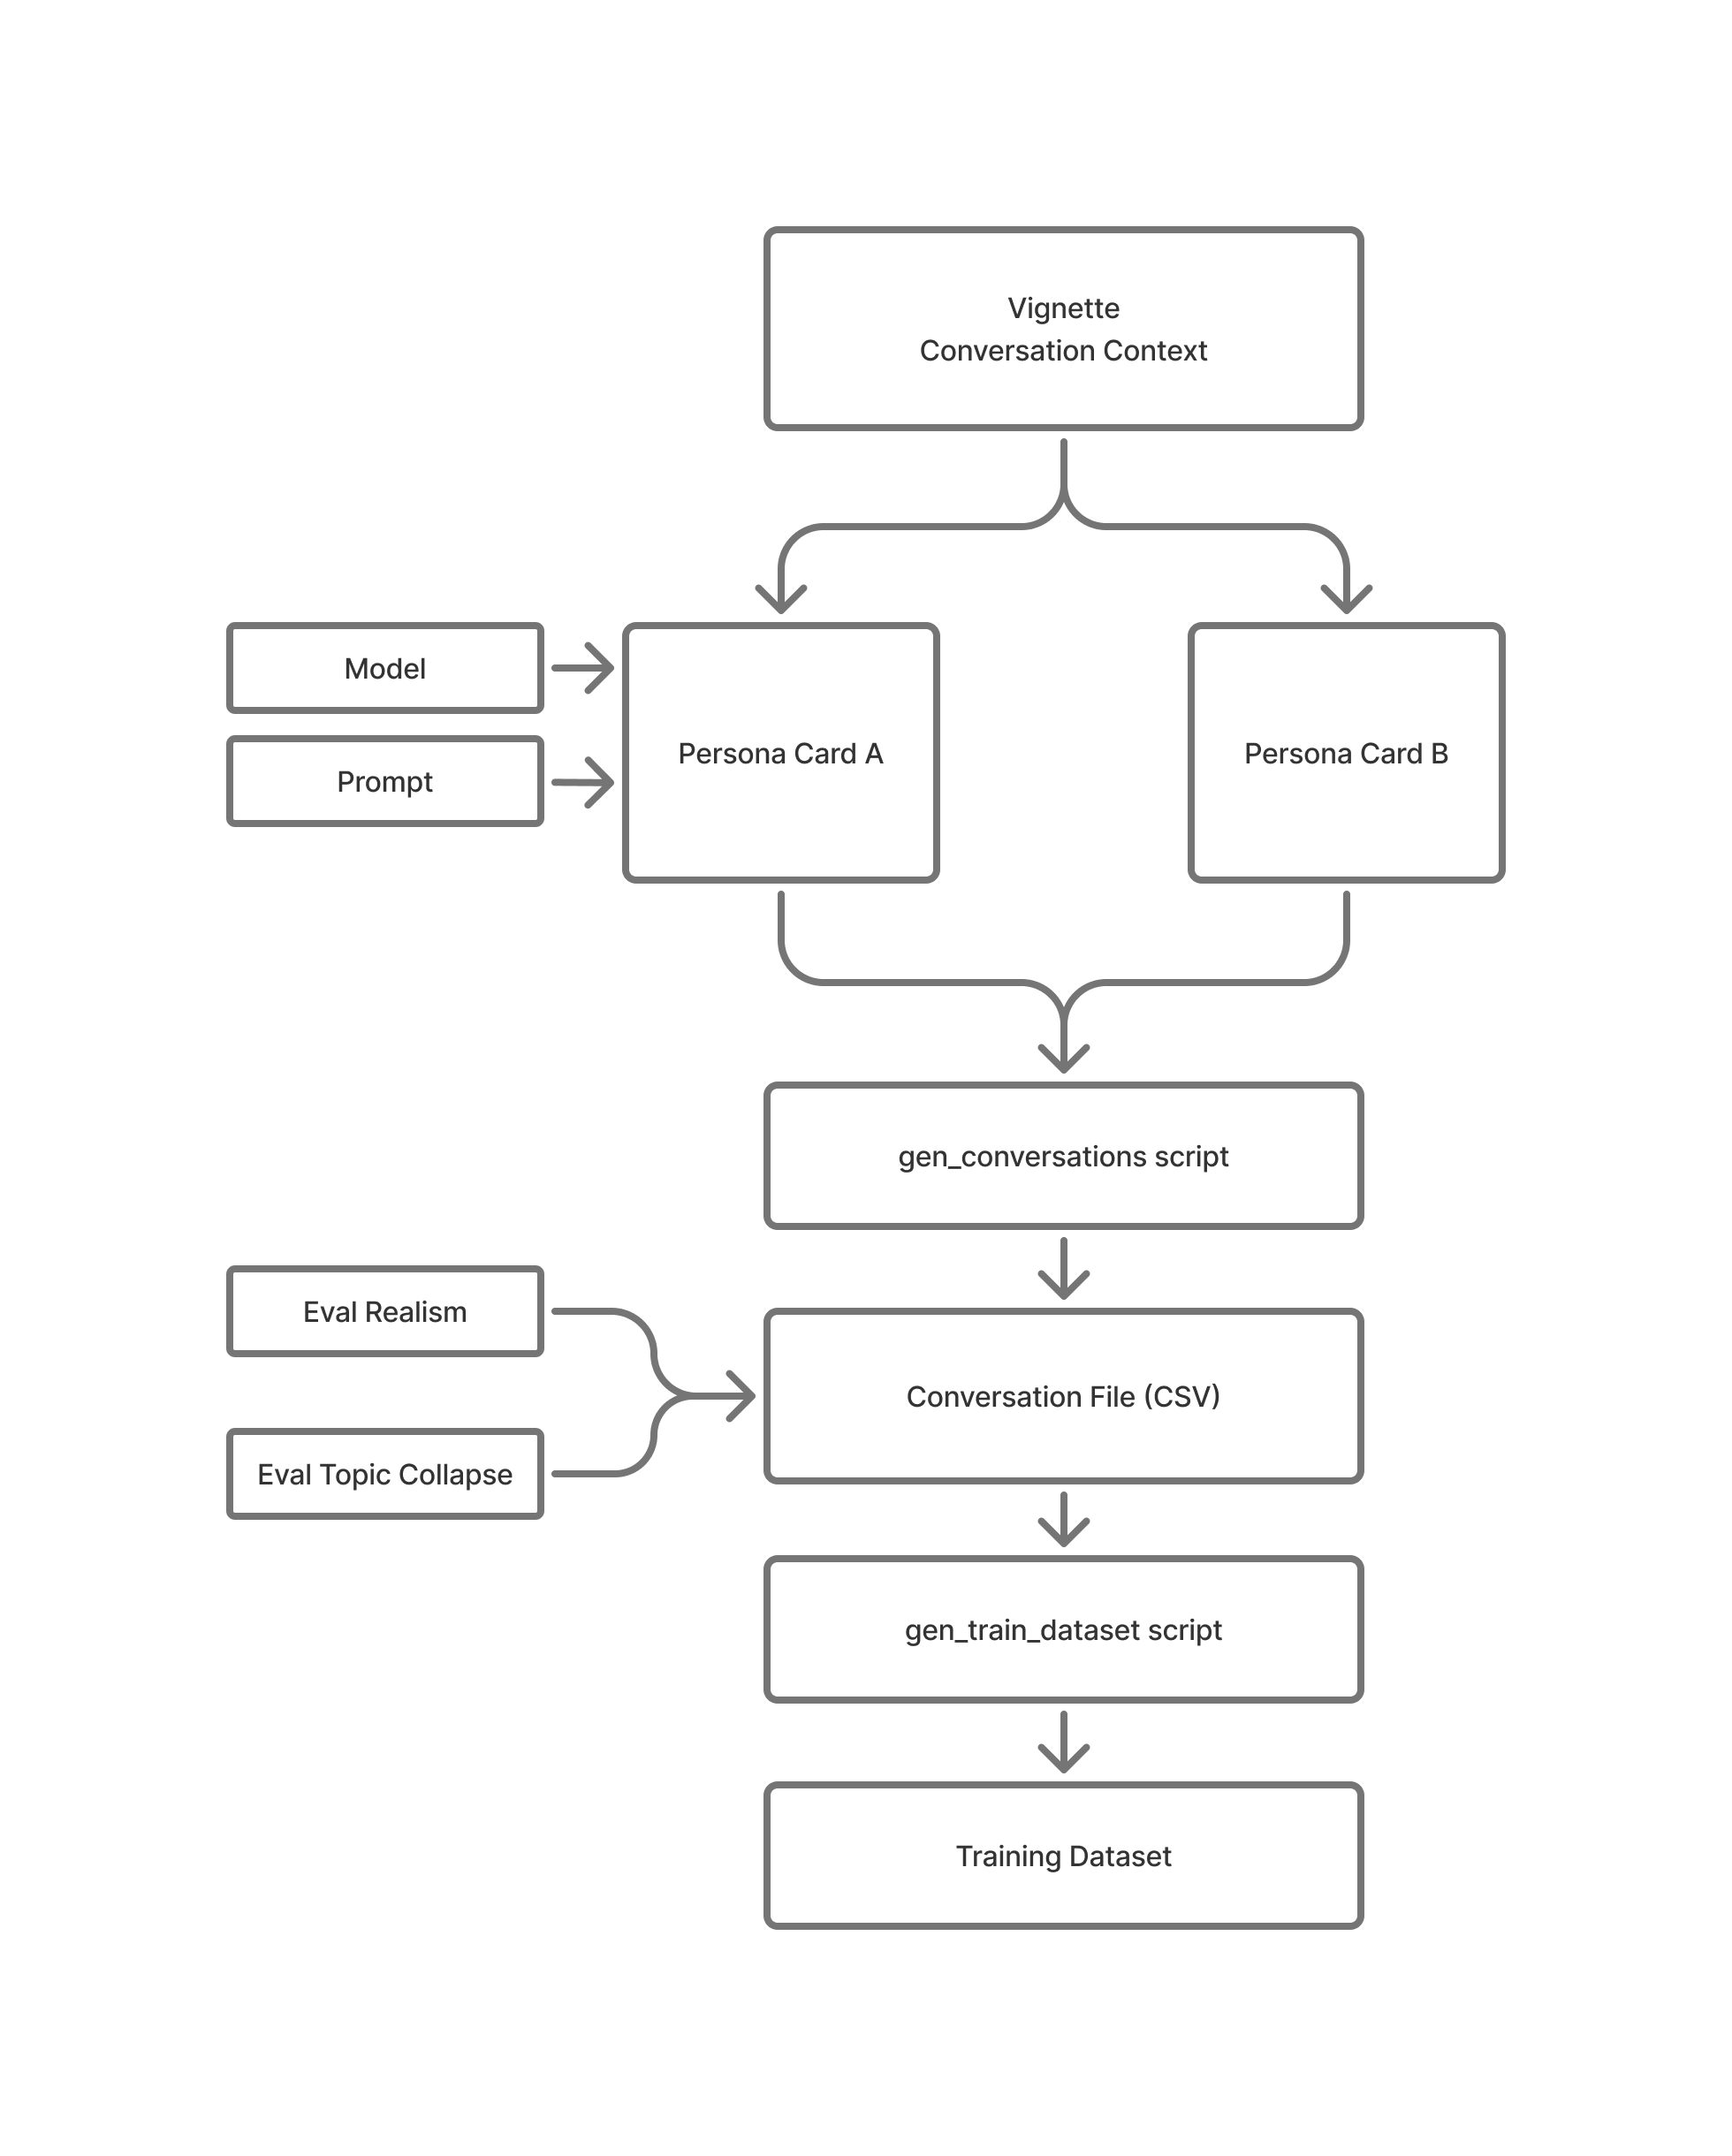 Vignette
Conversation Context
Model
Prompt
Persona Card A
Persona Card B
gen_conversations script
Eval Realism
Eval Topic Collapse
Conversation File (CSV)
gen_train_dataset script
Training Dataset